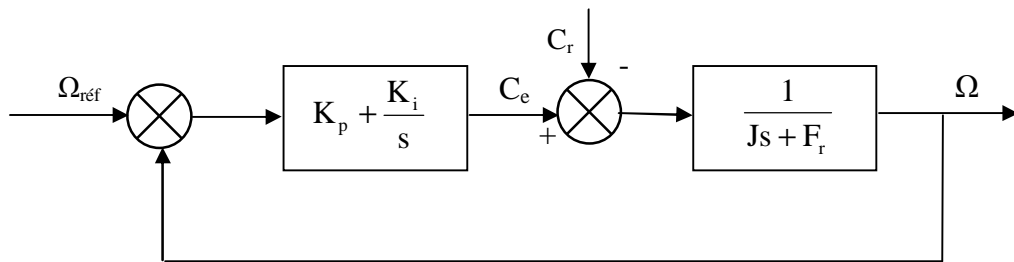 C_r
-
Ω_réf
K_p + K_i/s
C_e
+
1/(Js + F_r)
Ω